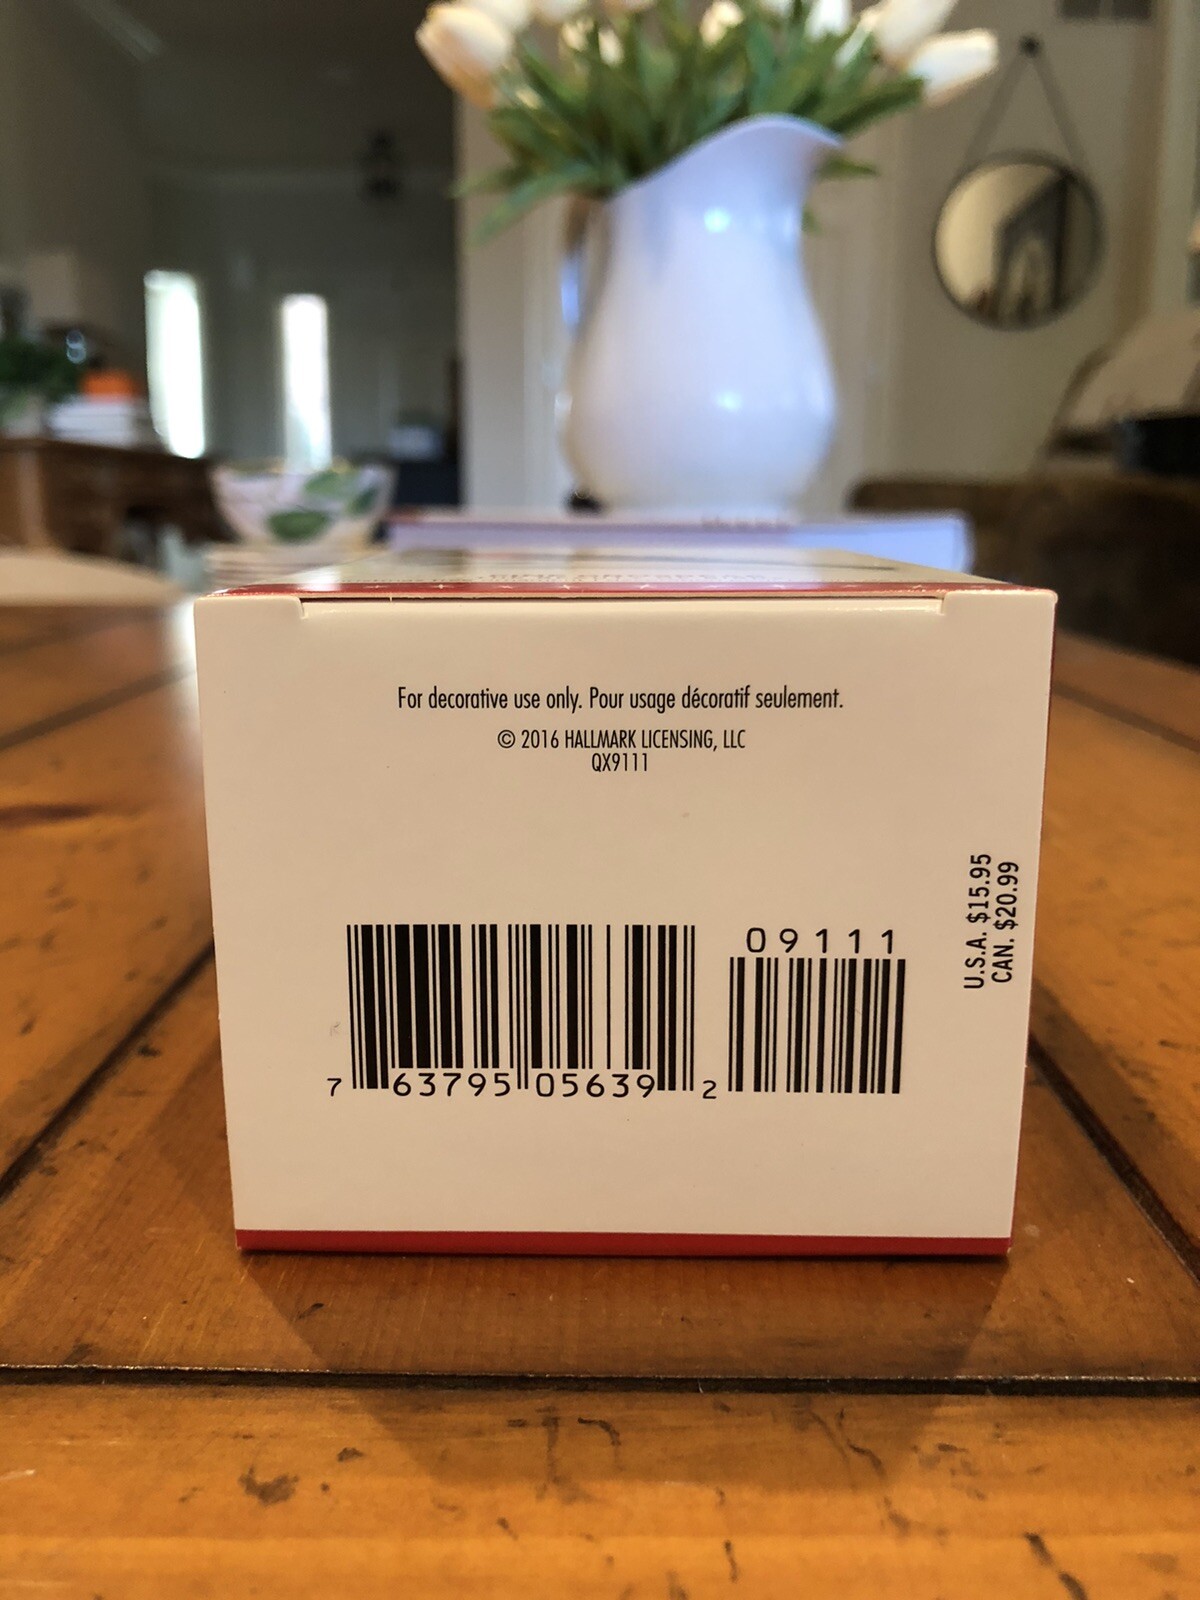 For decorative use only. Pour usage décoratif seulement.
© 2016 HALLMARK LICENSING, LLC
QX9111
U.S.A. $15.95
CAN. $20.99
09111
7 63795 05639 2